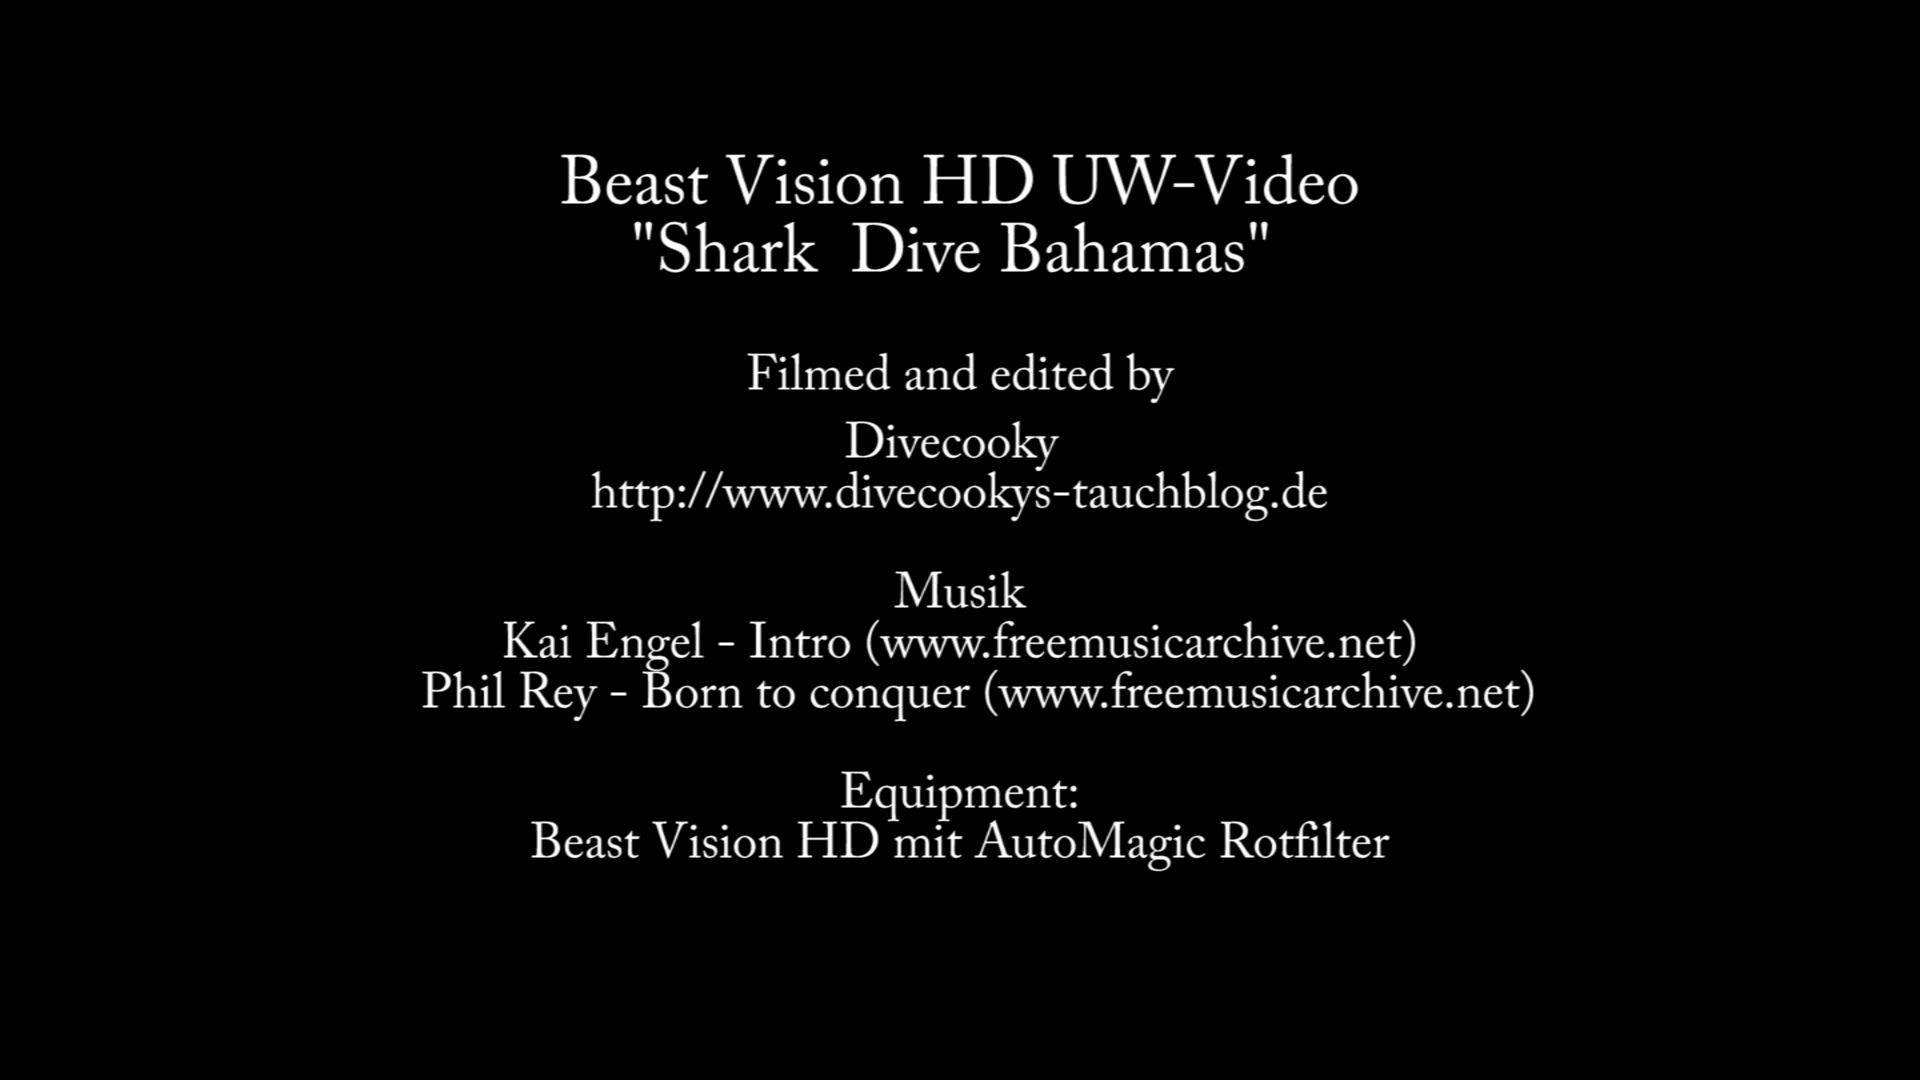 Beast Vision HD UW-Video
"Shark  Dive Bahamas"
Filmed and edited by
Divecooky
http://www.divecookys-tauchblog.de
Musik
Kai Engel - Intro (www.freemusicarchive.net)
Phil Rey - Born to conquer (www.freemusicarchive.net)
Equipment:
Beast Vision HD mit AutoMagic Rotfilter